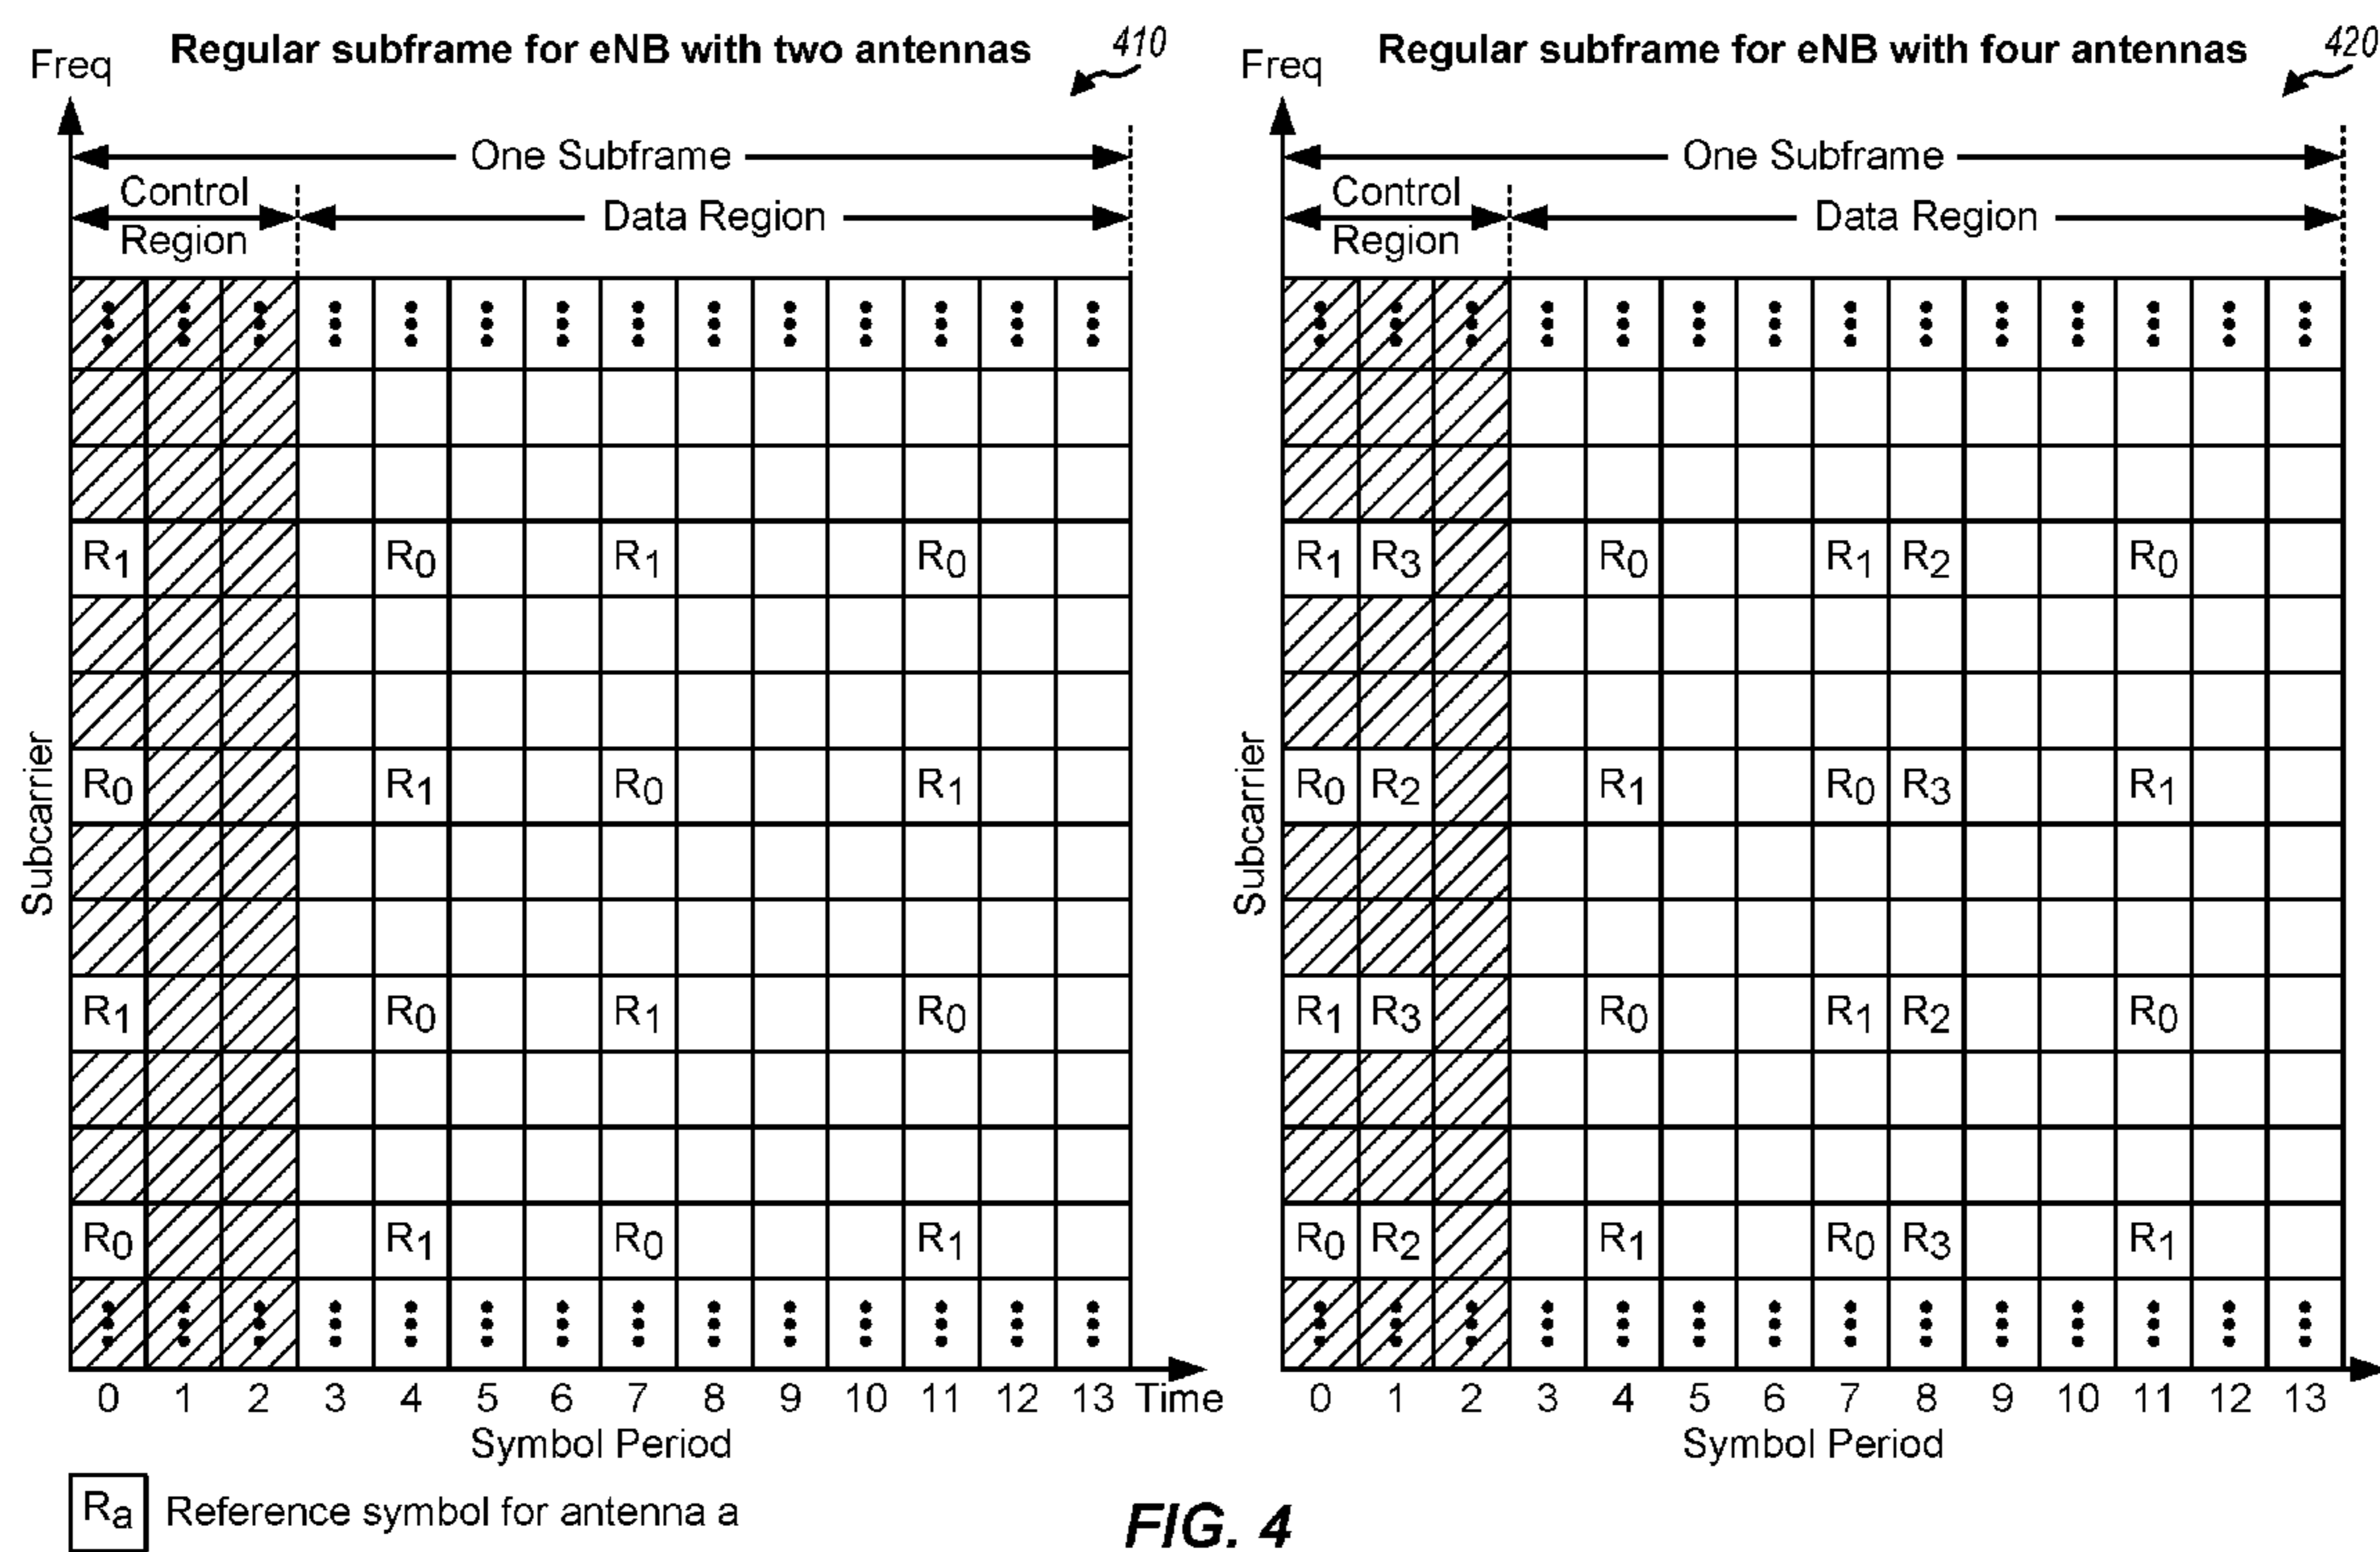 Regular subframe for eNB with two antennas
410
Freq
One Subframe
Control
Region
Data Region
Subcarrier
R1 R0 R1 R0
R0 R1 R0 R1
R1 R0 R1 R0
R0 R1 R0 R1
0 1 2 3 4 5 6 7 8 9 10 11 12 13 Time
Symbol Period
Ra Reference symbol for antenna a
Regular subframe for eNB with four antennas
420
Freq
One Subframe
Control
Region
Data Region
Subcarrier
R1 R3 R0 R1 R2 R0
R0 R2 R1 R0 R3 R1
R1 R3 R0 R1 R2 R0
R0 R2 R1 R0 R3 R1
0 1 2 3 4 5 6 7 8 9 10 11 12 13
Symbol Period
FIG. 4